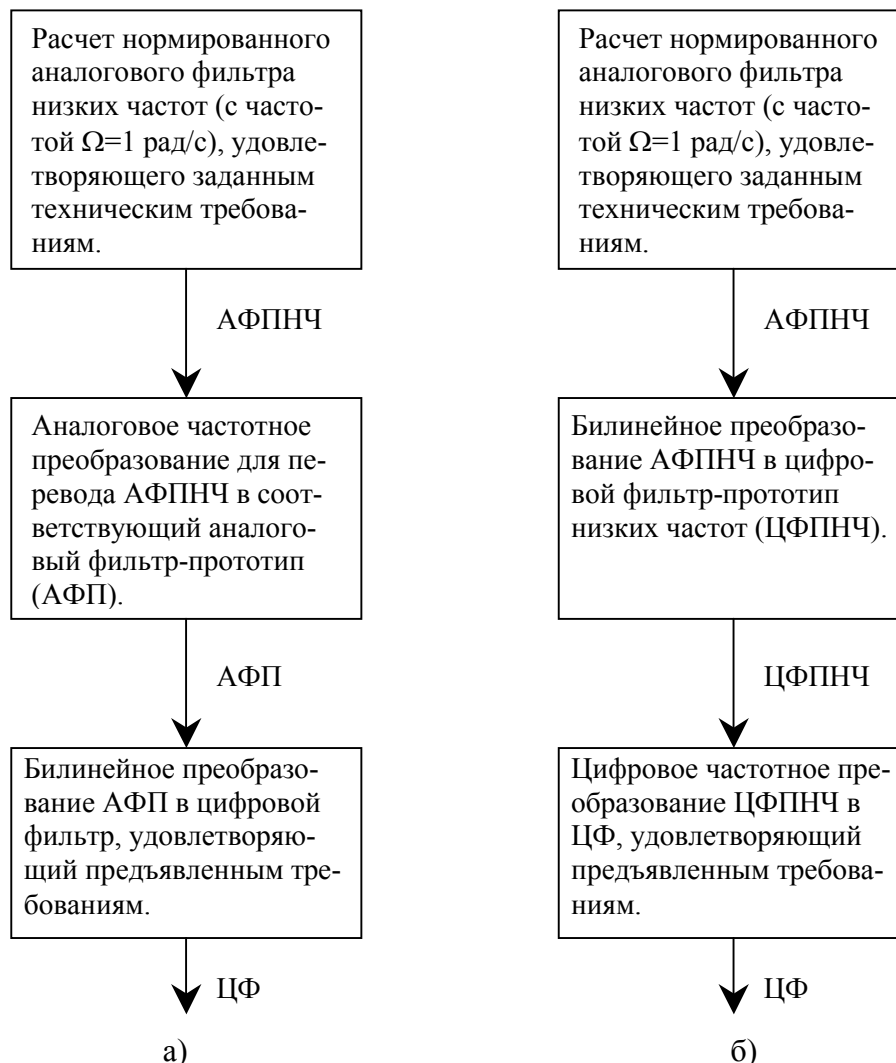 Расчет нормированного
аналогового фильтра
низких частот (с часто-
той Ω=1 рад/с), удовле-
творяющего заданным
техническим требова-
ниям.
АФПНЧ
Аналоговое частотное
преобразование для пе-
ревода АФПНЧ в соот-
ветствующий аналого-
вый фильтр-прототип
(АФП).
АФП
Билинейное преобразо-
вание АФП в цифровой
фильтр, удовлетворяю-
щий предъявленным тре-
бованиям.
ЦФ
а)
Расчет нормированного
аналогового фильтра
низких частот (с часто-
той Ω=1 рад/с), удовле-
творяющего заданным
техническим требова-
ниям.
АФПНЧ
Билинейное преобразо-
вание АФПНЧ в цифро-
вой фильтр-прототип
низких частот (ЦФПНЧ).
ЦФПНЧ
Цифровое частотное пре-
образование ЦФПНЧ в
ЦФ, удовлетворяющий
предъявленным требова-
ниям.
ЦФ
б)